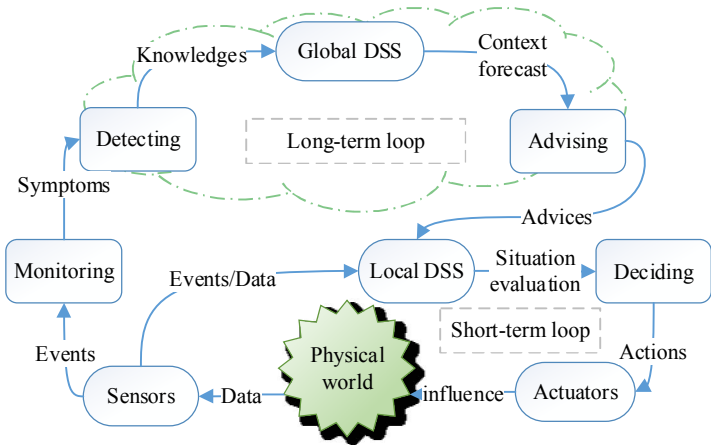 Knowledges
Global DSS
Context
forecast
Detecting
Long-term loop
Advising
Symptoms
Advices
Monitoring
Events/Data
Local DSS
Situation
evaluation
Deciding
Short-term loop
Events
Physical
world
Actions
Sensors
Data
influence
Actuators